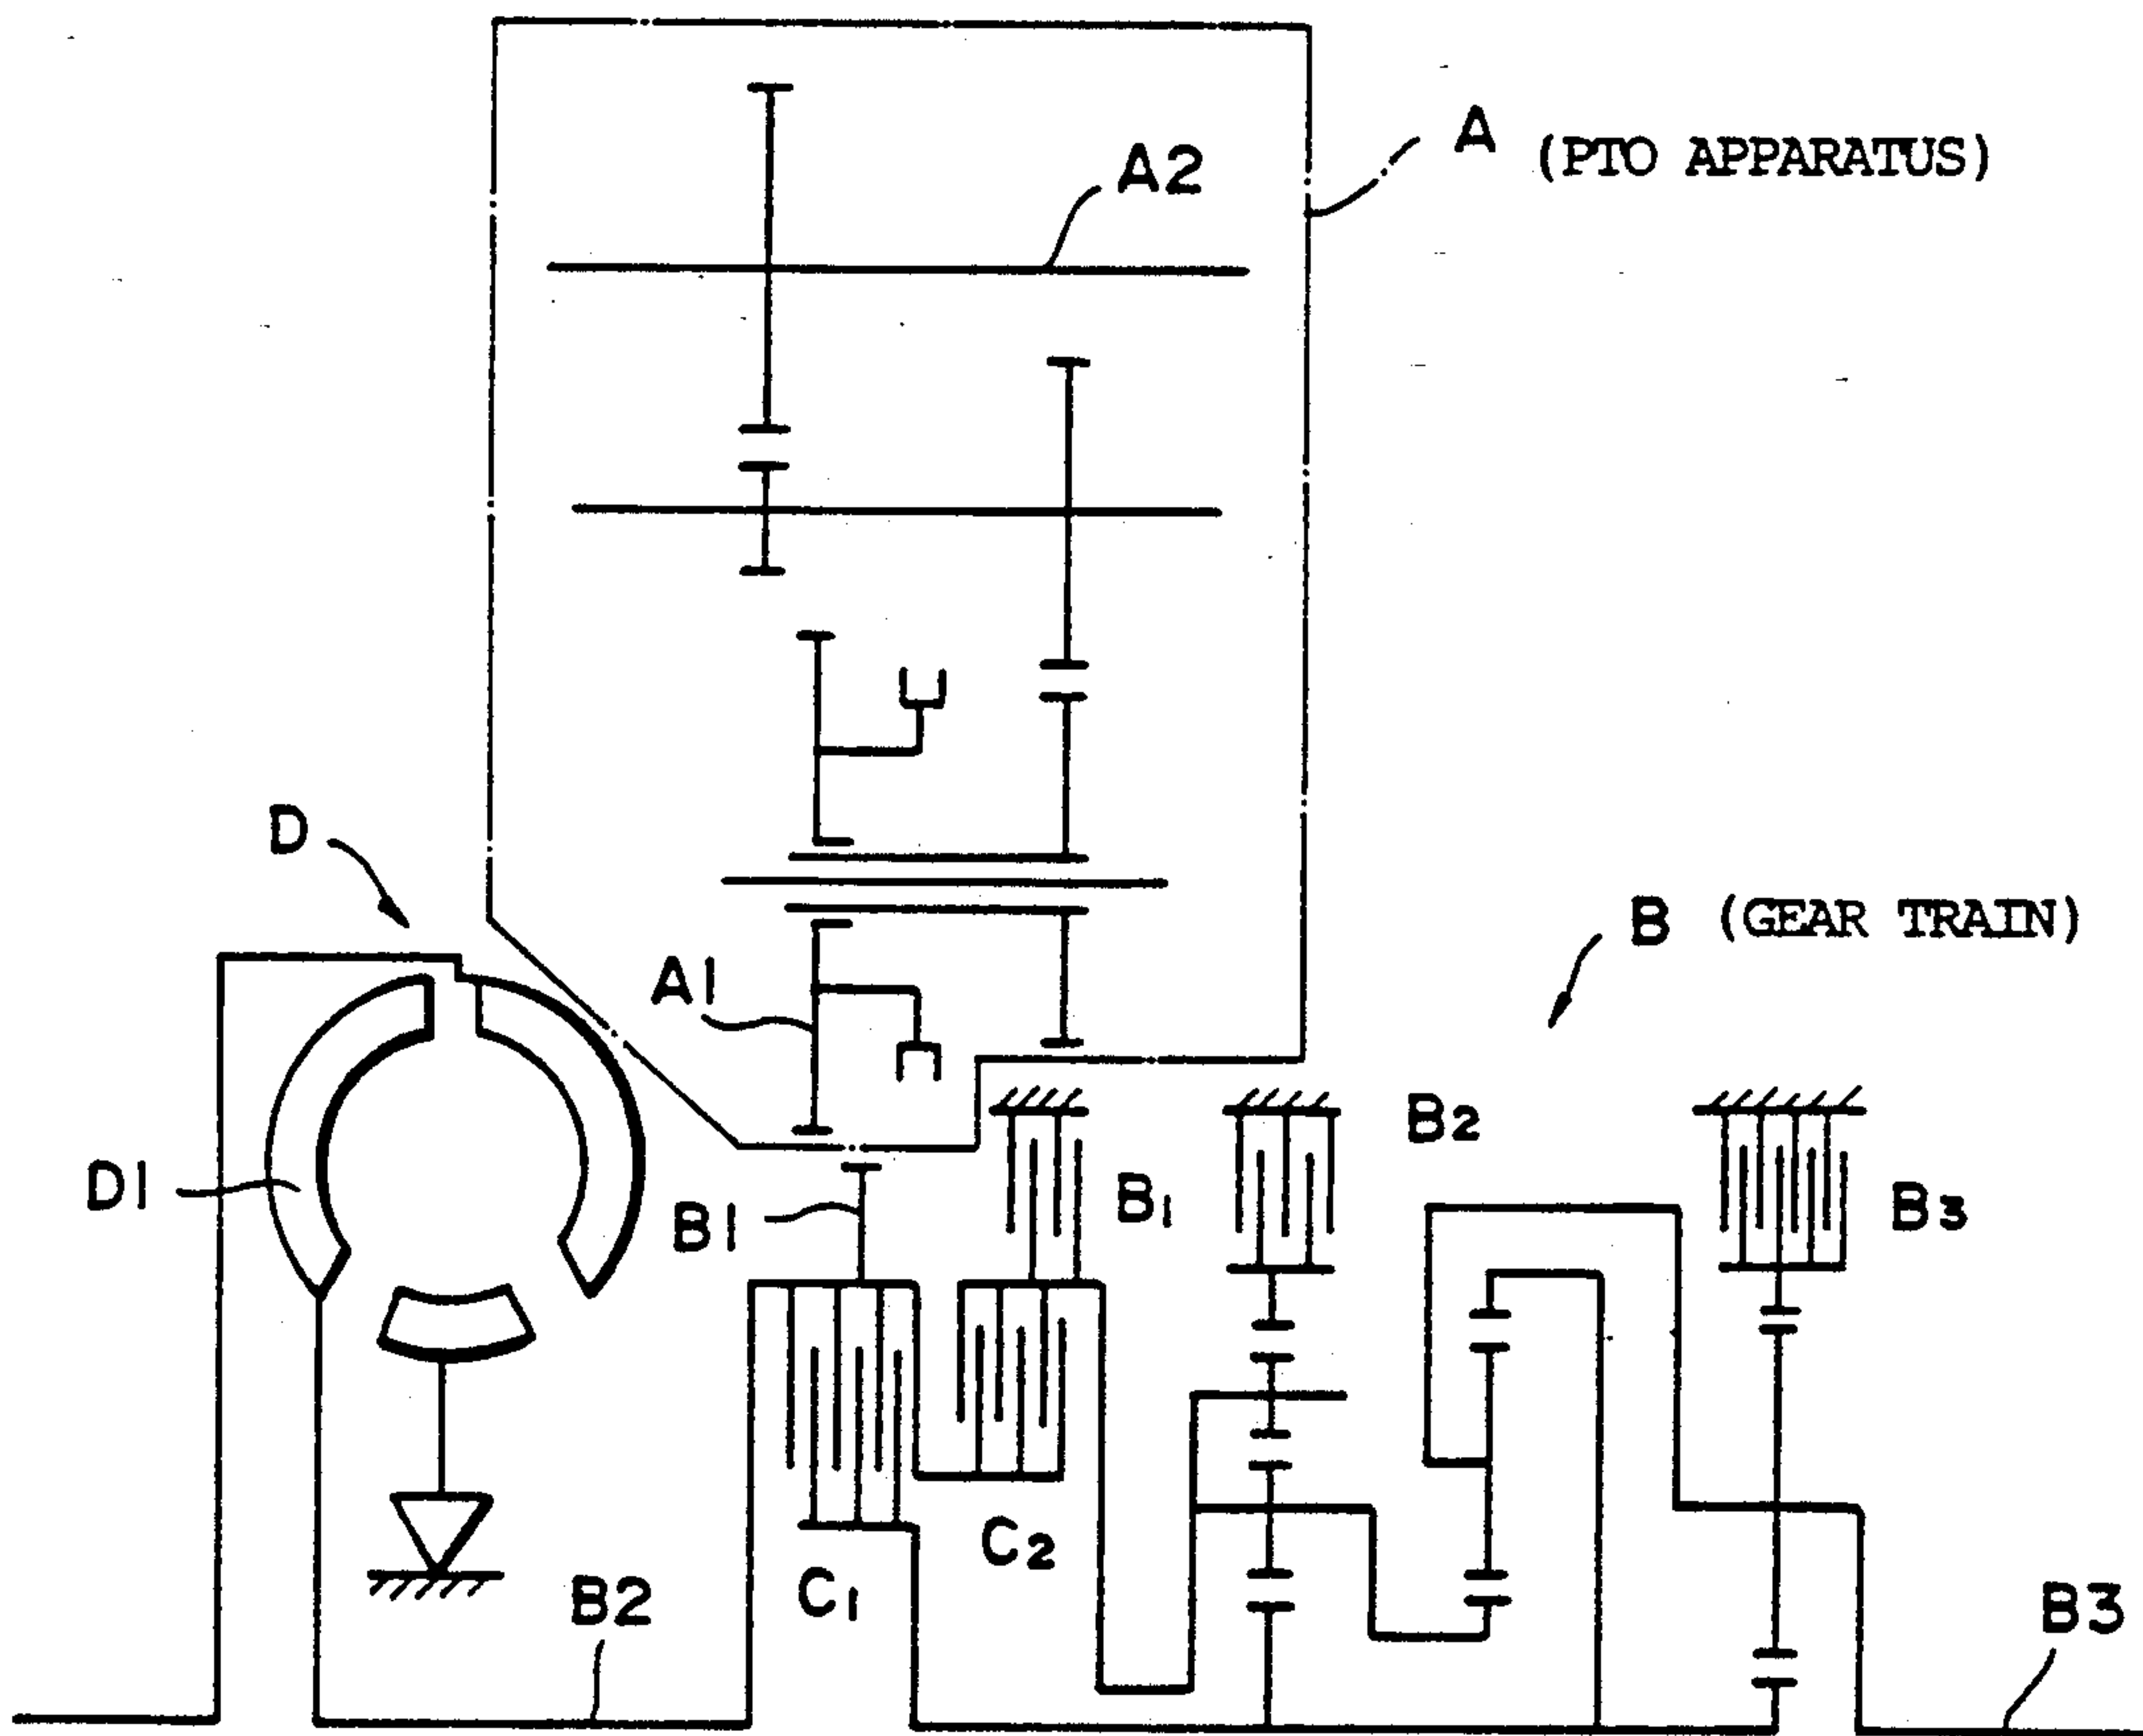 A (PTO APPARATUS)
A2
D
B (GEAR TRAIN)
A1
B₂
D1
B1
B₁
B₃
C₂
C₁
B2
B3